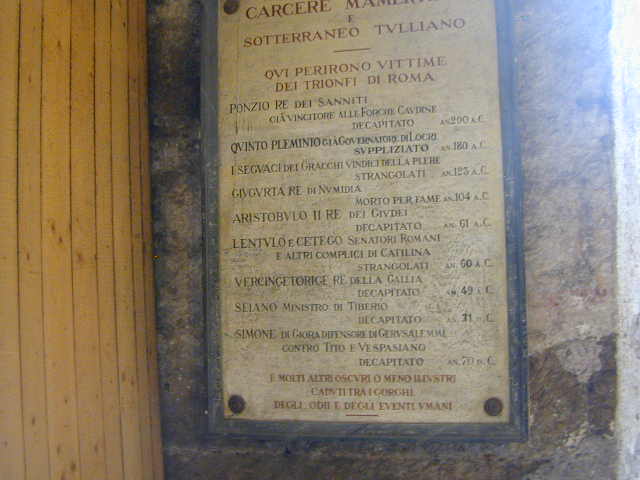 CARCERE
E
SOTTERRANEO TVLLIANO
QVI PERIRONO VITTIME
DEI TRIONFI DI ROMA
PONZIO RE DEI SANNITI
GIÀ VINCITORE ALLE FORCHE CAVDINE
DECAPITATO AN. 290 A.C.
QVINTO PLEMINIO GIÀ GOVERNATORE DI LOCRI
SVPPLIZIATO AN. 180 A.C.
I SEGVACI DEI GRACCHI VINDICI DELLA PLEBE
STRANGOLATI AN. 123 A.C.
GIVGVRTA RE DI NVMIDIA
MORTO PER FAME AN. 104 A.C.
ARISTOBVLO II RE DEI GIVDEI
DECAPITATO AN. 61 A.C.
LENTVLO E CETEGO SENATORI ROMANI
E ALTRI COMPLICI DI CATILINA
STRANGOLATI AN. 60 A.C.
VERCINGETORIGE RE DELLA GALLIA
DECAPITATO AN. 49 A.C.
SEIANO MINISTRO DI TIBERIO
DECAPITATO AN. 31 D.C.
SIMONE DI GIORA DIFENSORE DI GERVSALEMME
CONTRO TITO E VESPASIANO
DECAPITATO AN. 70 D.C.
E MOLTI ALTRI OSCVRI O MENO ILLVSTRI
CADVTI TRA I GORGHI
DEGLI ODII E DEGLI EVENTI VMANI